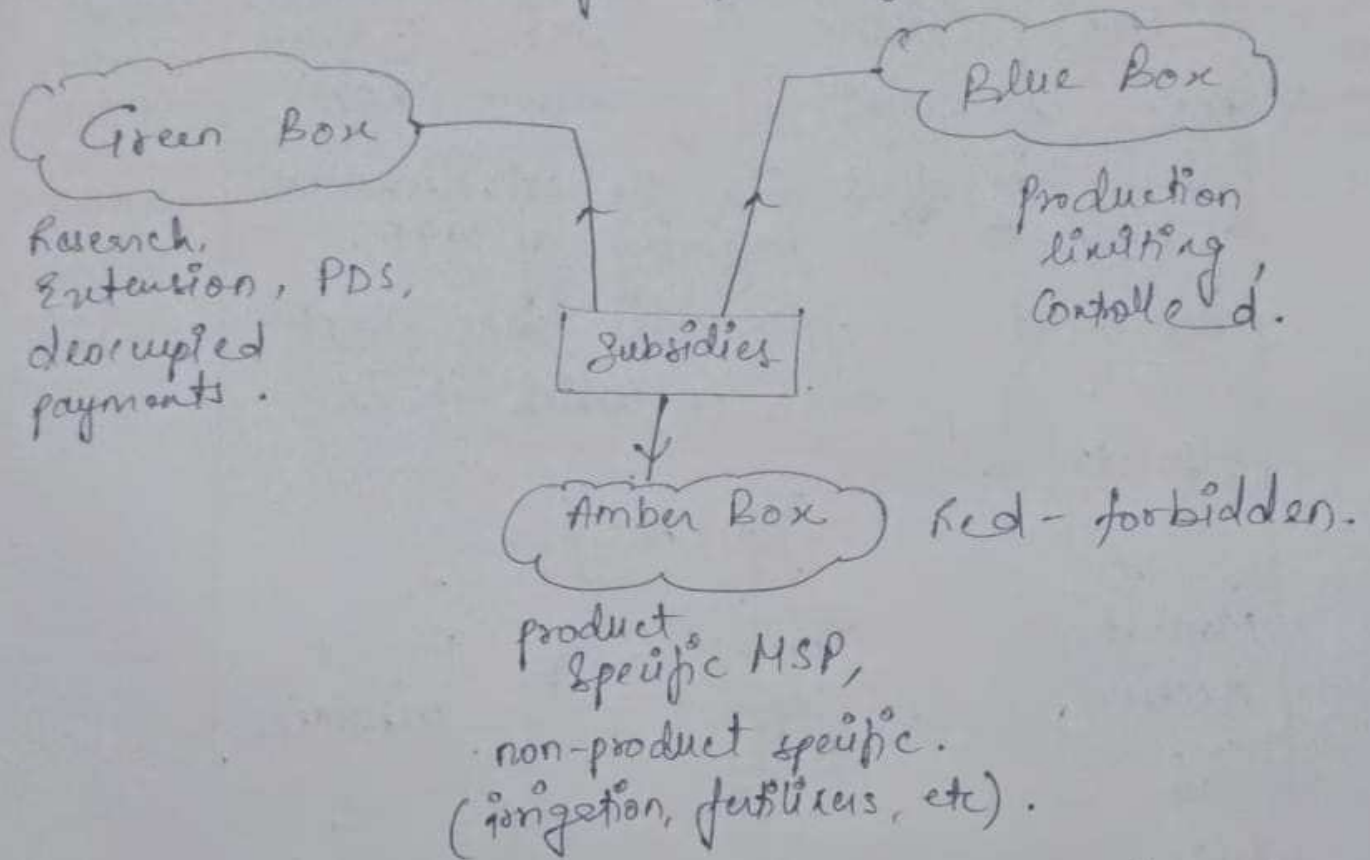 Green Box
Research,
Extension, PDS,
deocupied
payments.
Blue Box
production
limiting,
Controlled.
Subsidies
Amber Box
Red - forbidden.
product
specific MSP,
non-product specific.
(irrigation, fertilizers, etc).